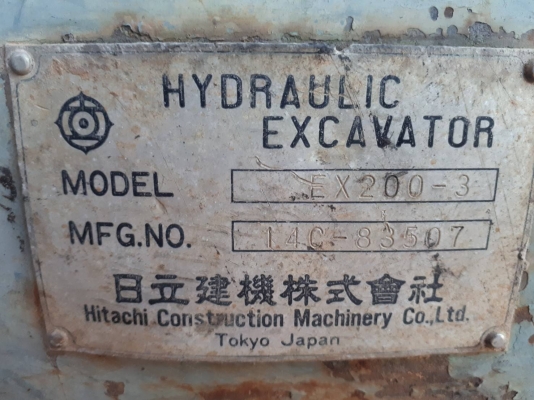 HYDRAULIC
EXCAVATOR
MODEL EX200-3
MFG.NO. 14C-83507
日立建機株式會社
Hitachi Construction Machinery Co.,Ltd.
Tokyo Japan